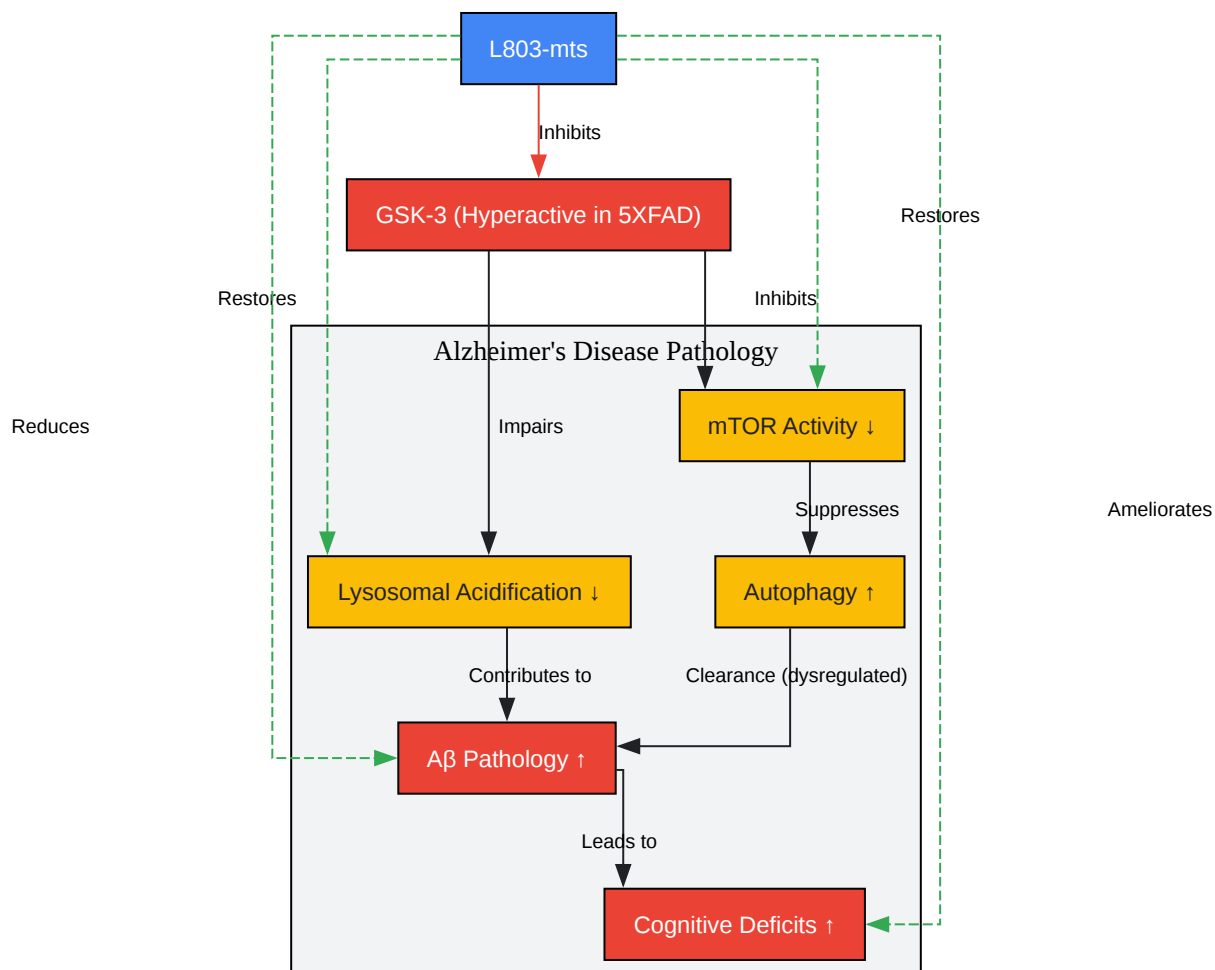 L803-mts
Inhibits
GSK-3 (Hyperactive in 5XFAD)
Restores
Restores
Inhibits
Alzheimer's Disease Pathology
Reduces
Impairs
mTOR Activity ↓
Suppresses
Ameliorates
Lysosomal Acidification ↓
Autophagy ↑
Contributes to
Clearance (dysregulated)
Aβ Pathology ↑
Leads to
Cognitive Deficits ↑